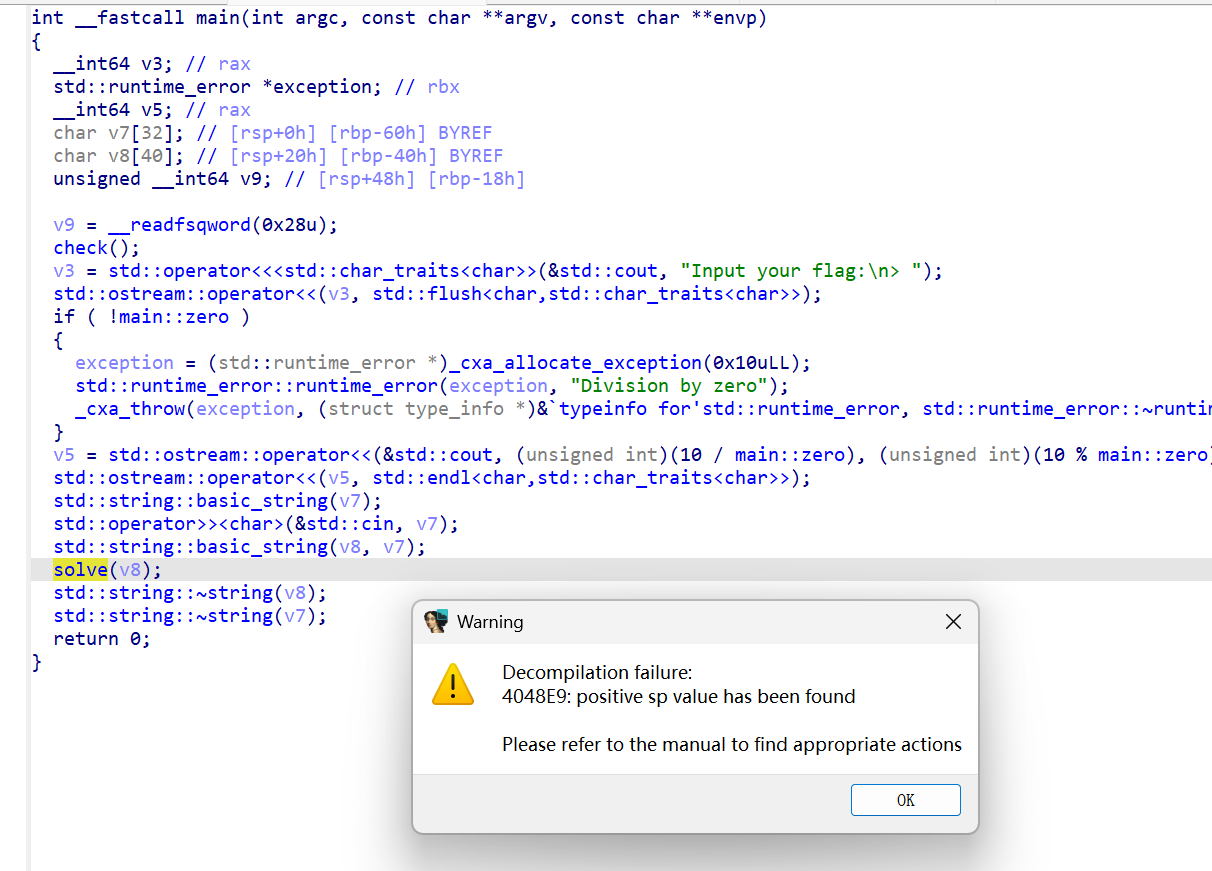 int __fastcall main(int argc, const char **argv, const char **envp)
{
  __int64 v3; // rax
  std::runtime_error *exception; // rbx
  __int64 v5; // rax
  char v7[32]; // [rsp+0h] [rbp-60h] BYREF
  char v8[40]; // [rsp+20h] [rbp-40h] BYREF
  unsigned __int64 v9; // [rsp+48h] [rbp-18h]
  v9 = __readfsqword(0x28u);
  check();
  v3 = std::operator<<<std::char_traits<char>>(&std::cout, "Input your flag:\n> ");
  std::ostream::operator<<(v3, std::flush<char,std::char_traits<char>>);
  if ( !main::zero )
  {
    exception = (std::runtime_error *)_cxa_allocate_exception(0x10uLL);
    std::runtime_error::runtime_error(exception, "Division by zero");
    _cxa_throw(exception, (struct type_info *)&`typeinfo for'std::runtime_error, std::runtime_error::~runtim
  }
  v5 = std::ostream::operator<<(&std::cout, (unsigned int)(10 / main::zero), (unsigned int)(10 % main::zero)
  std::ostream::operator<<(v5, std::endl<char,std::char_traits<char>>);
  std::string::basic_string(v7);
  std::operator>><char>(&std::cin, v7);
  std::string::basic_string(v8, v7);
  solve(v8);
  std::string::~string(v8);
  std::string::~string(v7);
  return 0;
}
Warning
Decompilation failure:
4048E9: positive sp value has been found
Please refer to the manual to find appropriate actions
OK